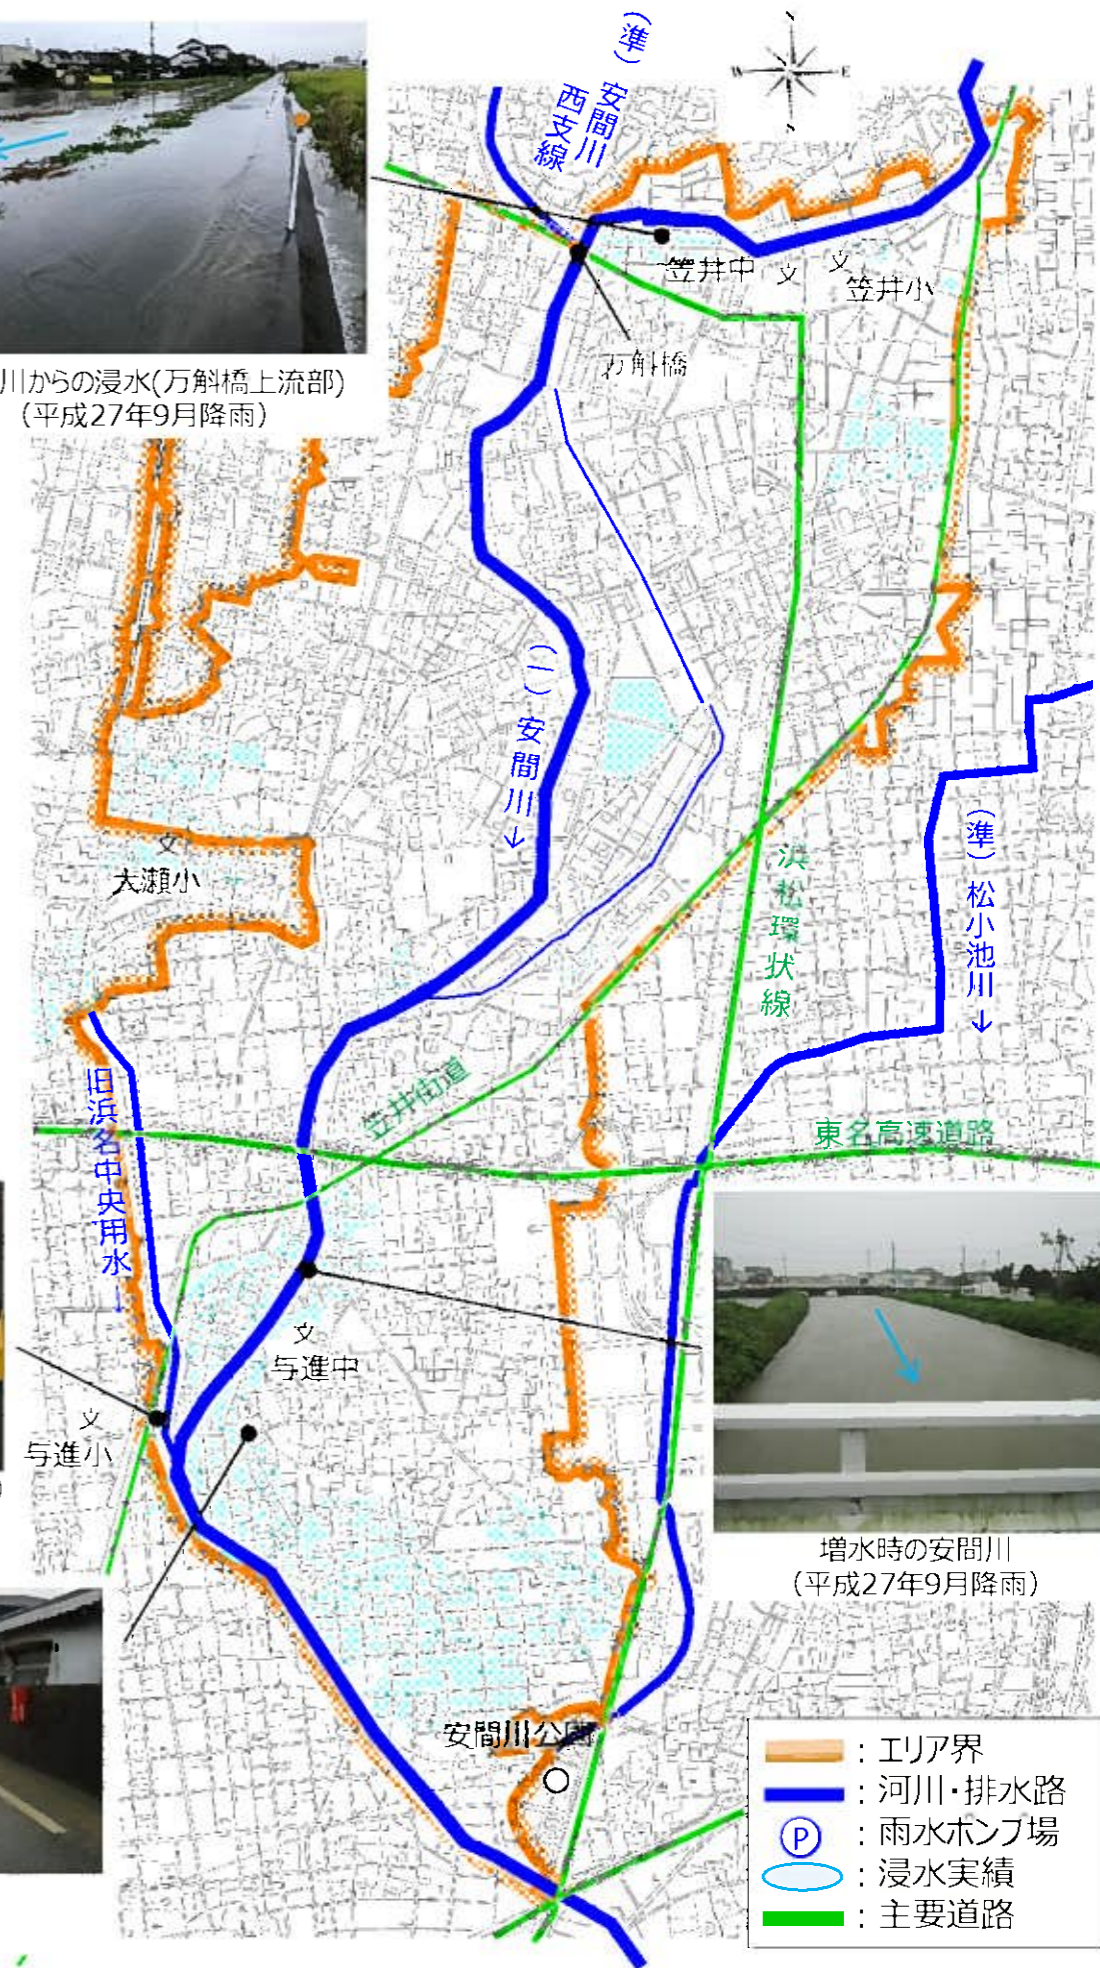 (準)安間川
西支線
W
E
笠井中
文
文
笠井小
万斛橋
川からの浸水(万斛橋上流部)
(平成27年9月降雨)
(一)安間川↓
文
大瀬小
浜松環状線
(準)松小池川↓
笠井街道
旧浜名中央用水↓
東名高速道路
文
与進中
文
与進小
)
増水時の安間川
(平成27年9月降雨)
安間川公園
:エリア界
:河川・排水路
P:雨水ポンプ場
:浸水実績
:主要道路